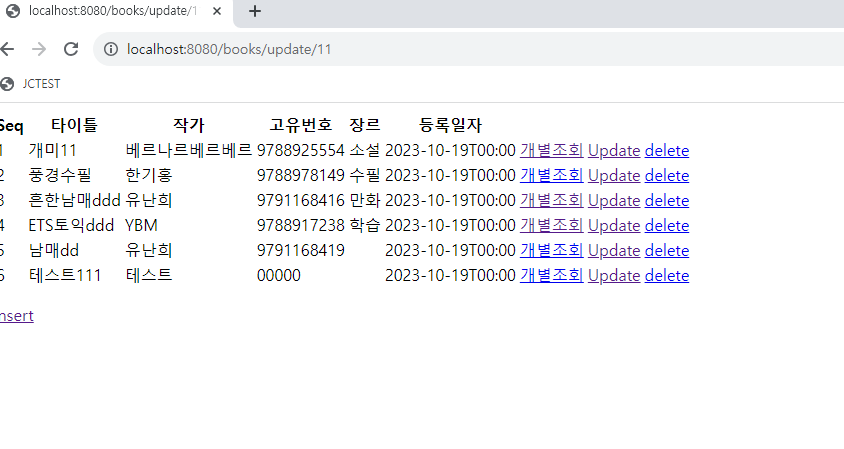 localhost:8080/books/update/1
localhost:8080/books/update/11
JCTEST
Seq 타이틀 작가 고유번호 장르 등록일자
1 개미11 베르나르베르베르 9788925554 소설 2023-10-19T00:00 개별조회 Update delete
2 풍경수필 한기홍 9788978149 수필 2023-10-19T00:00 개별조회 Update delete
3 흔한남매ddd 유난희 9791168416 만화 2023-10-19T00:00 개별조회 Update delete
4 ETS토익ddd YBM 9788917238 학습 2023-10-19T00:00 개별조회 Update delete
5 남매dd 유난희 9791168419 2023-10-19T00:00 개별조회 Update delete
6 테스트111 테스트 00000 2023-10-19T00:00 개별조회 Update delete
nsert